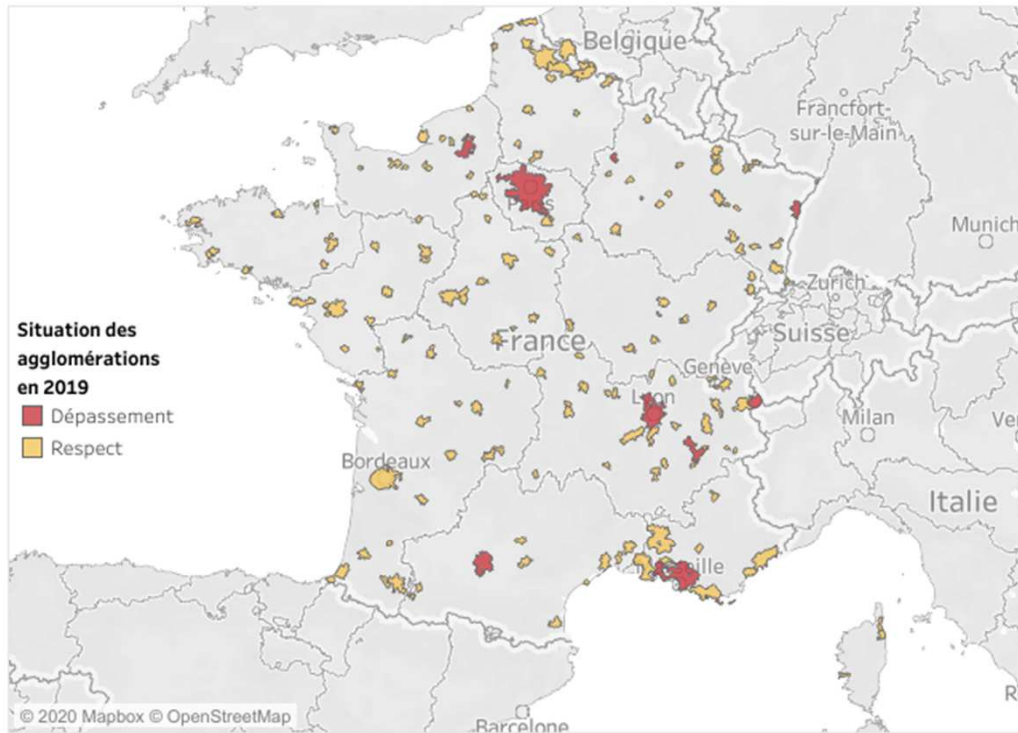 Belgique
Francfort-
sur-le-Main
Munich
Zurich
Suisse
Situation des
agglomérations
en 2019
Dépassement
Respect
France
Genève
Lyon
Milan
Bordeaux
Italie
© 2020 Mapbox © OpenStreetMap
Barcelone